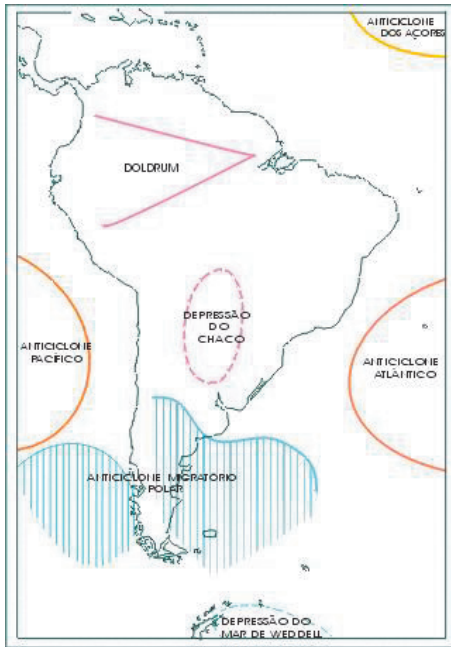 ANTICICLONE
DOS AÇORES
DOLDRUM
DEPRESSÃO
DO
CHACO
ANTICICLONE
PACÍFICO
ANTICICLONE
ATLÂNTICO
ANTICICLONE MIGRATÓRIO
POLAR
DEPRESSÃO DO
MAR DE WEDDELL